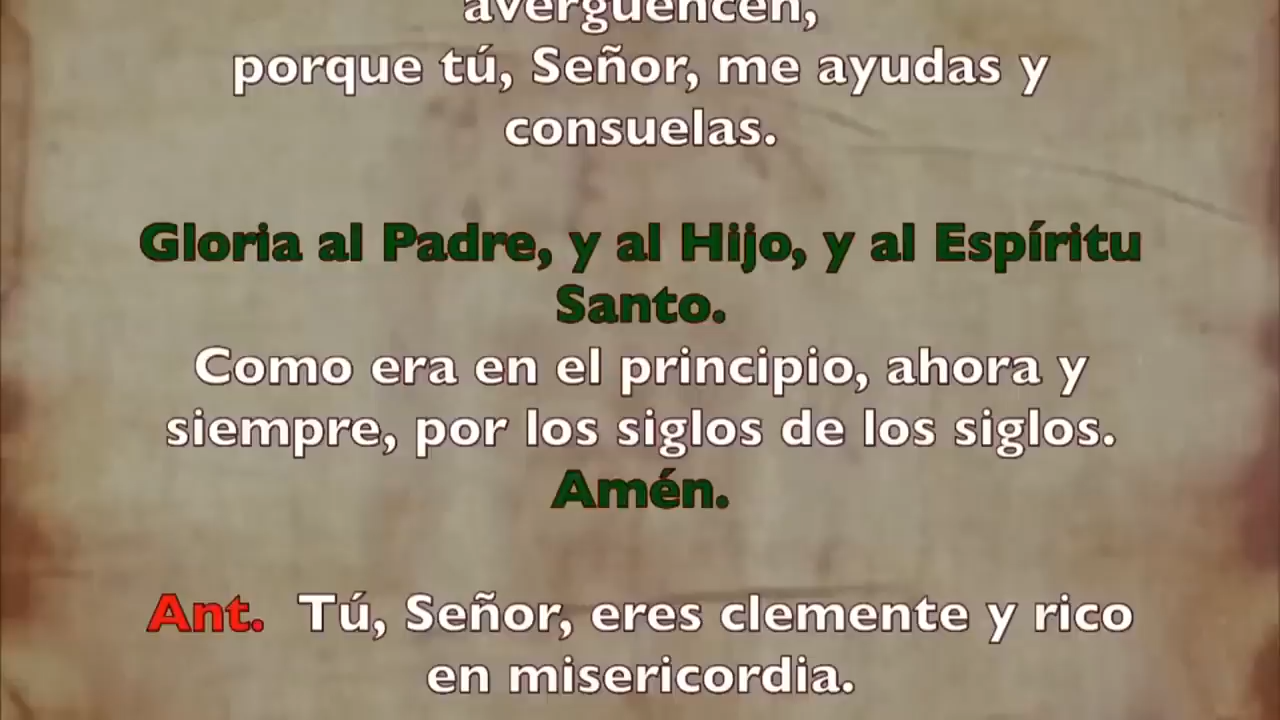 avergüencen,
porque tú, Señor, me ayudas y
consuelas.
Gloria al Padre, y al Hijo, y al Espíritu
Santo.
Como era en el principio, ahora y
siempre, por los siglos de los siglos.
Amén.
Ant. Tú, Señor, eres clemente y rico
en misericordia.